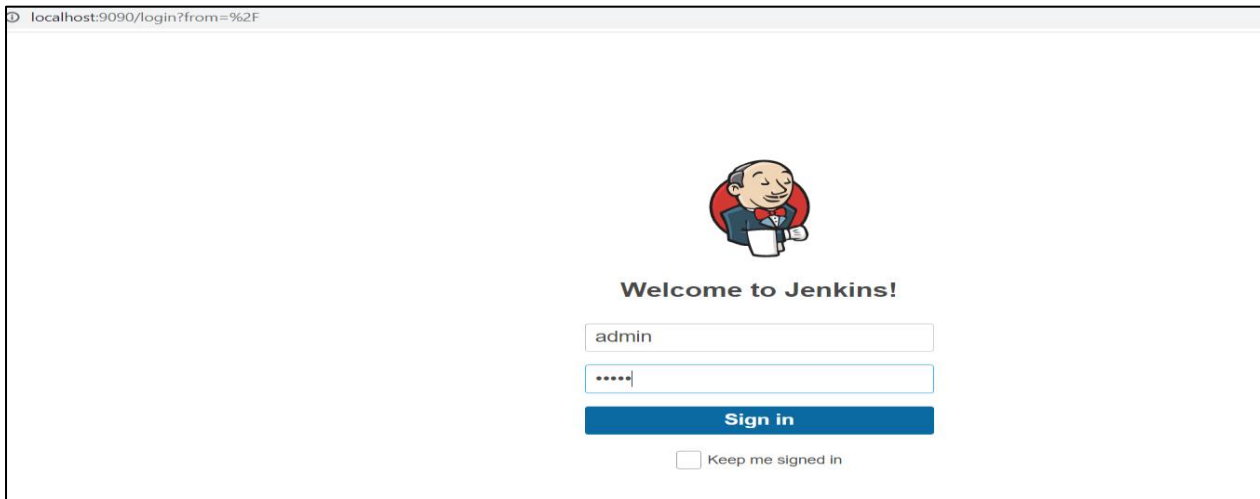 localhost:9090/login?from=%2F
Welcome to Jenkins!
admin
•••••
Sign in
Keep me signed in